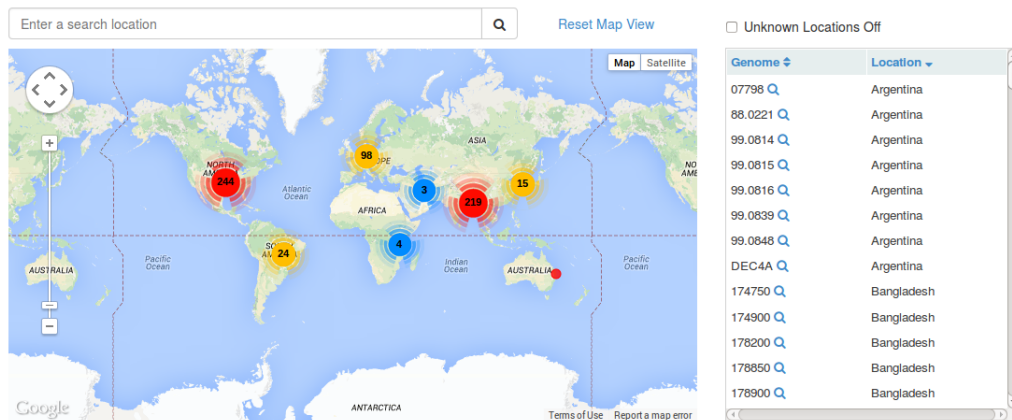 Enter a search location
Reset Map View
Unknown Locations Off
Map Satellite
Genome Location
07798 Argentina
88.0221 Argentina
99.0814 Argentina
99.0815 Argentina
99.0816 Argentina
99.0839 Argentina
99.0848 Argentina
DEC4A Argentina
174750 Bangladesh
174900 Bangladesh
178200 Bangladesh
178850 Bangladesh
178900 Bangladesh
ASIA
98
NORTH
244
3
15
219
Atlantic
Ocean
AFRICA
4
24
Pacific
Ocean
Indian
Ocean
Pacific
Ocean
AUSTRALIA
AUSTRALIA
ANTARCTICA
Google
Terms of Use Report a map error